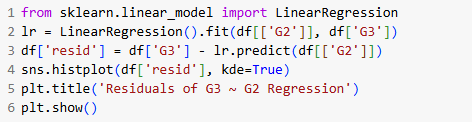 1 from sklearn.linear_model import LinearRegression
2 lr = LinearRegression().fit(df[['G2']], df['G3'])
3 df['resid'] = df['G3'] - lr.predict(df[['G2']])
4 sns.histplot(df['resid'], kde=True)
5 plt.title('Residuals of G3 ~ G2 Regression')
6 plt.show()